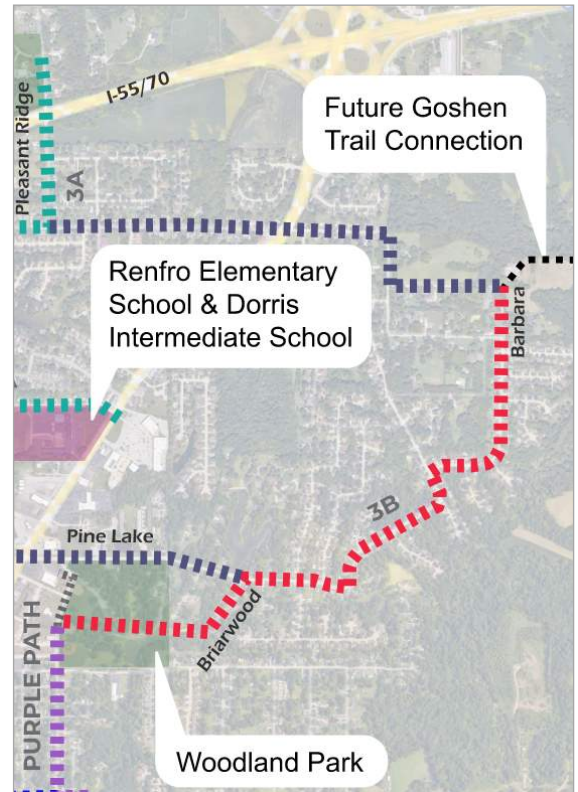 I-55/70
Pleasant Ridge
Future Goshen
Trail Connection
3A
Renfro Elementary
School & Dorris
Intermediate School
Barbara
3B
Pine Lake
Briarwood
PURPLE PATH
Woodland Park